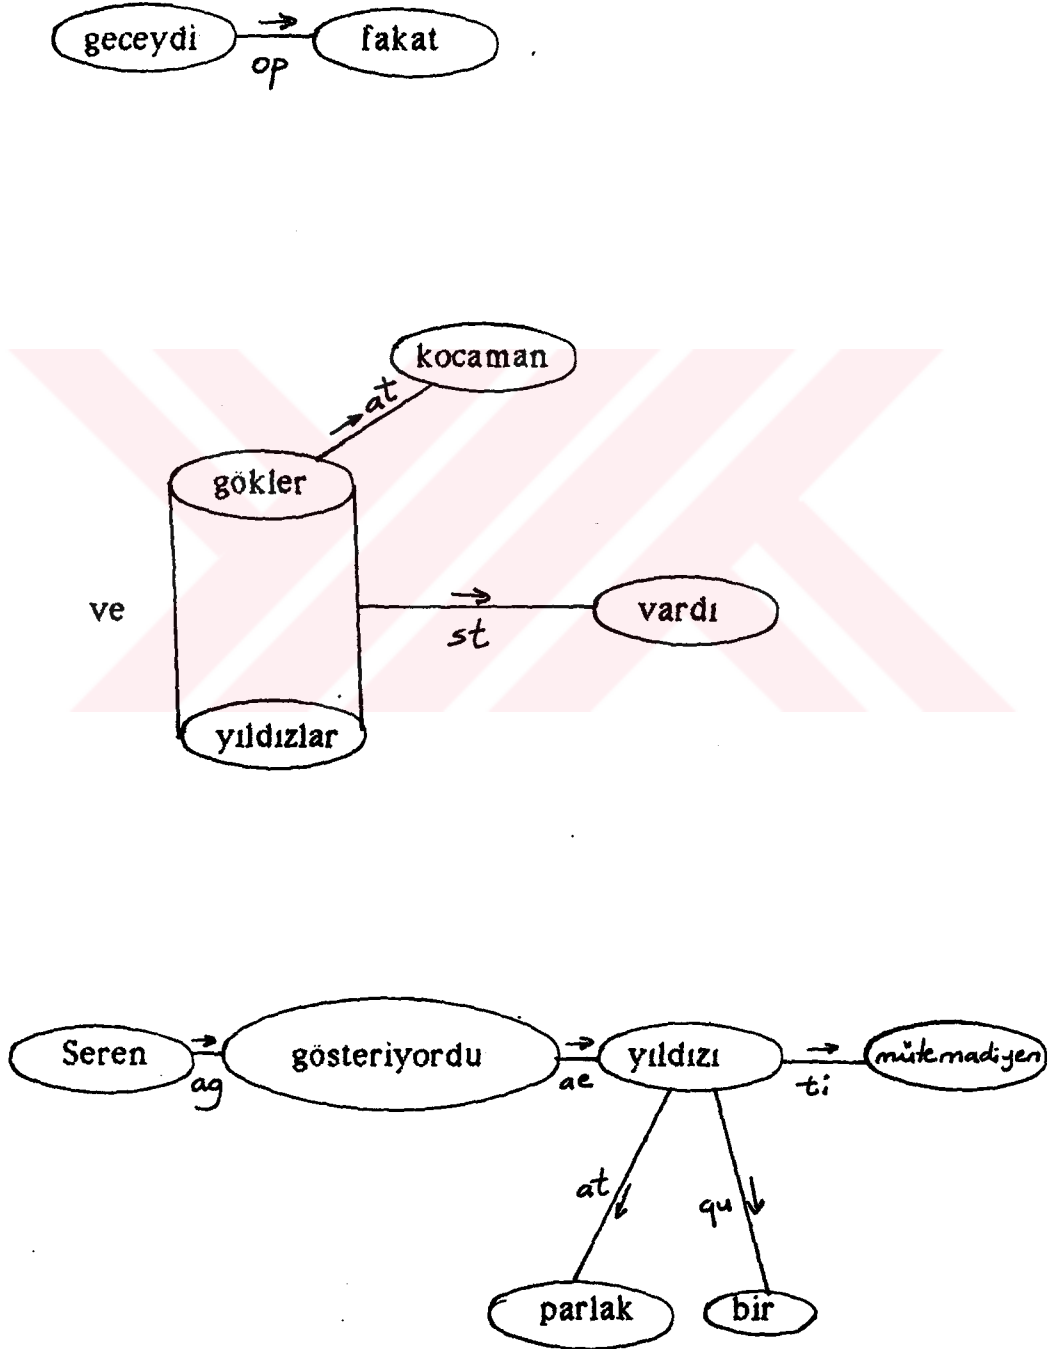 geceydi fakat
op
kocaman
at
gökler
ve vardı
st
yıldızlar
Seren gösteriyordu yıldızı mütemadiyen
ag ae ti
at qu
parlak bir